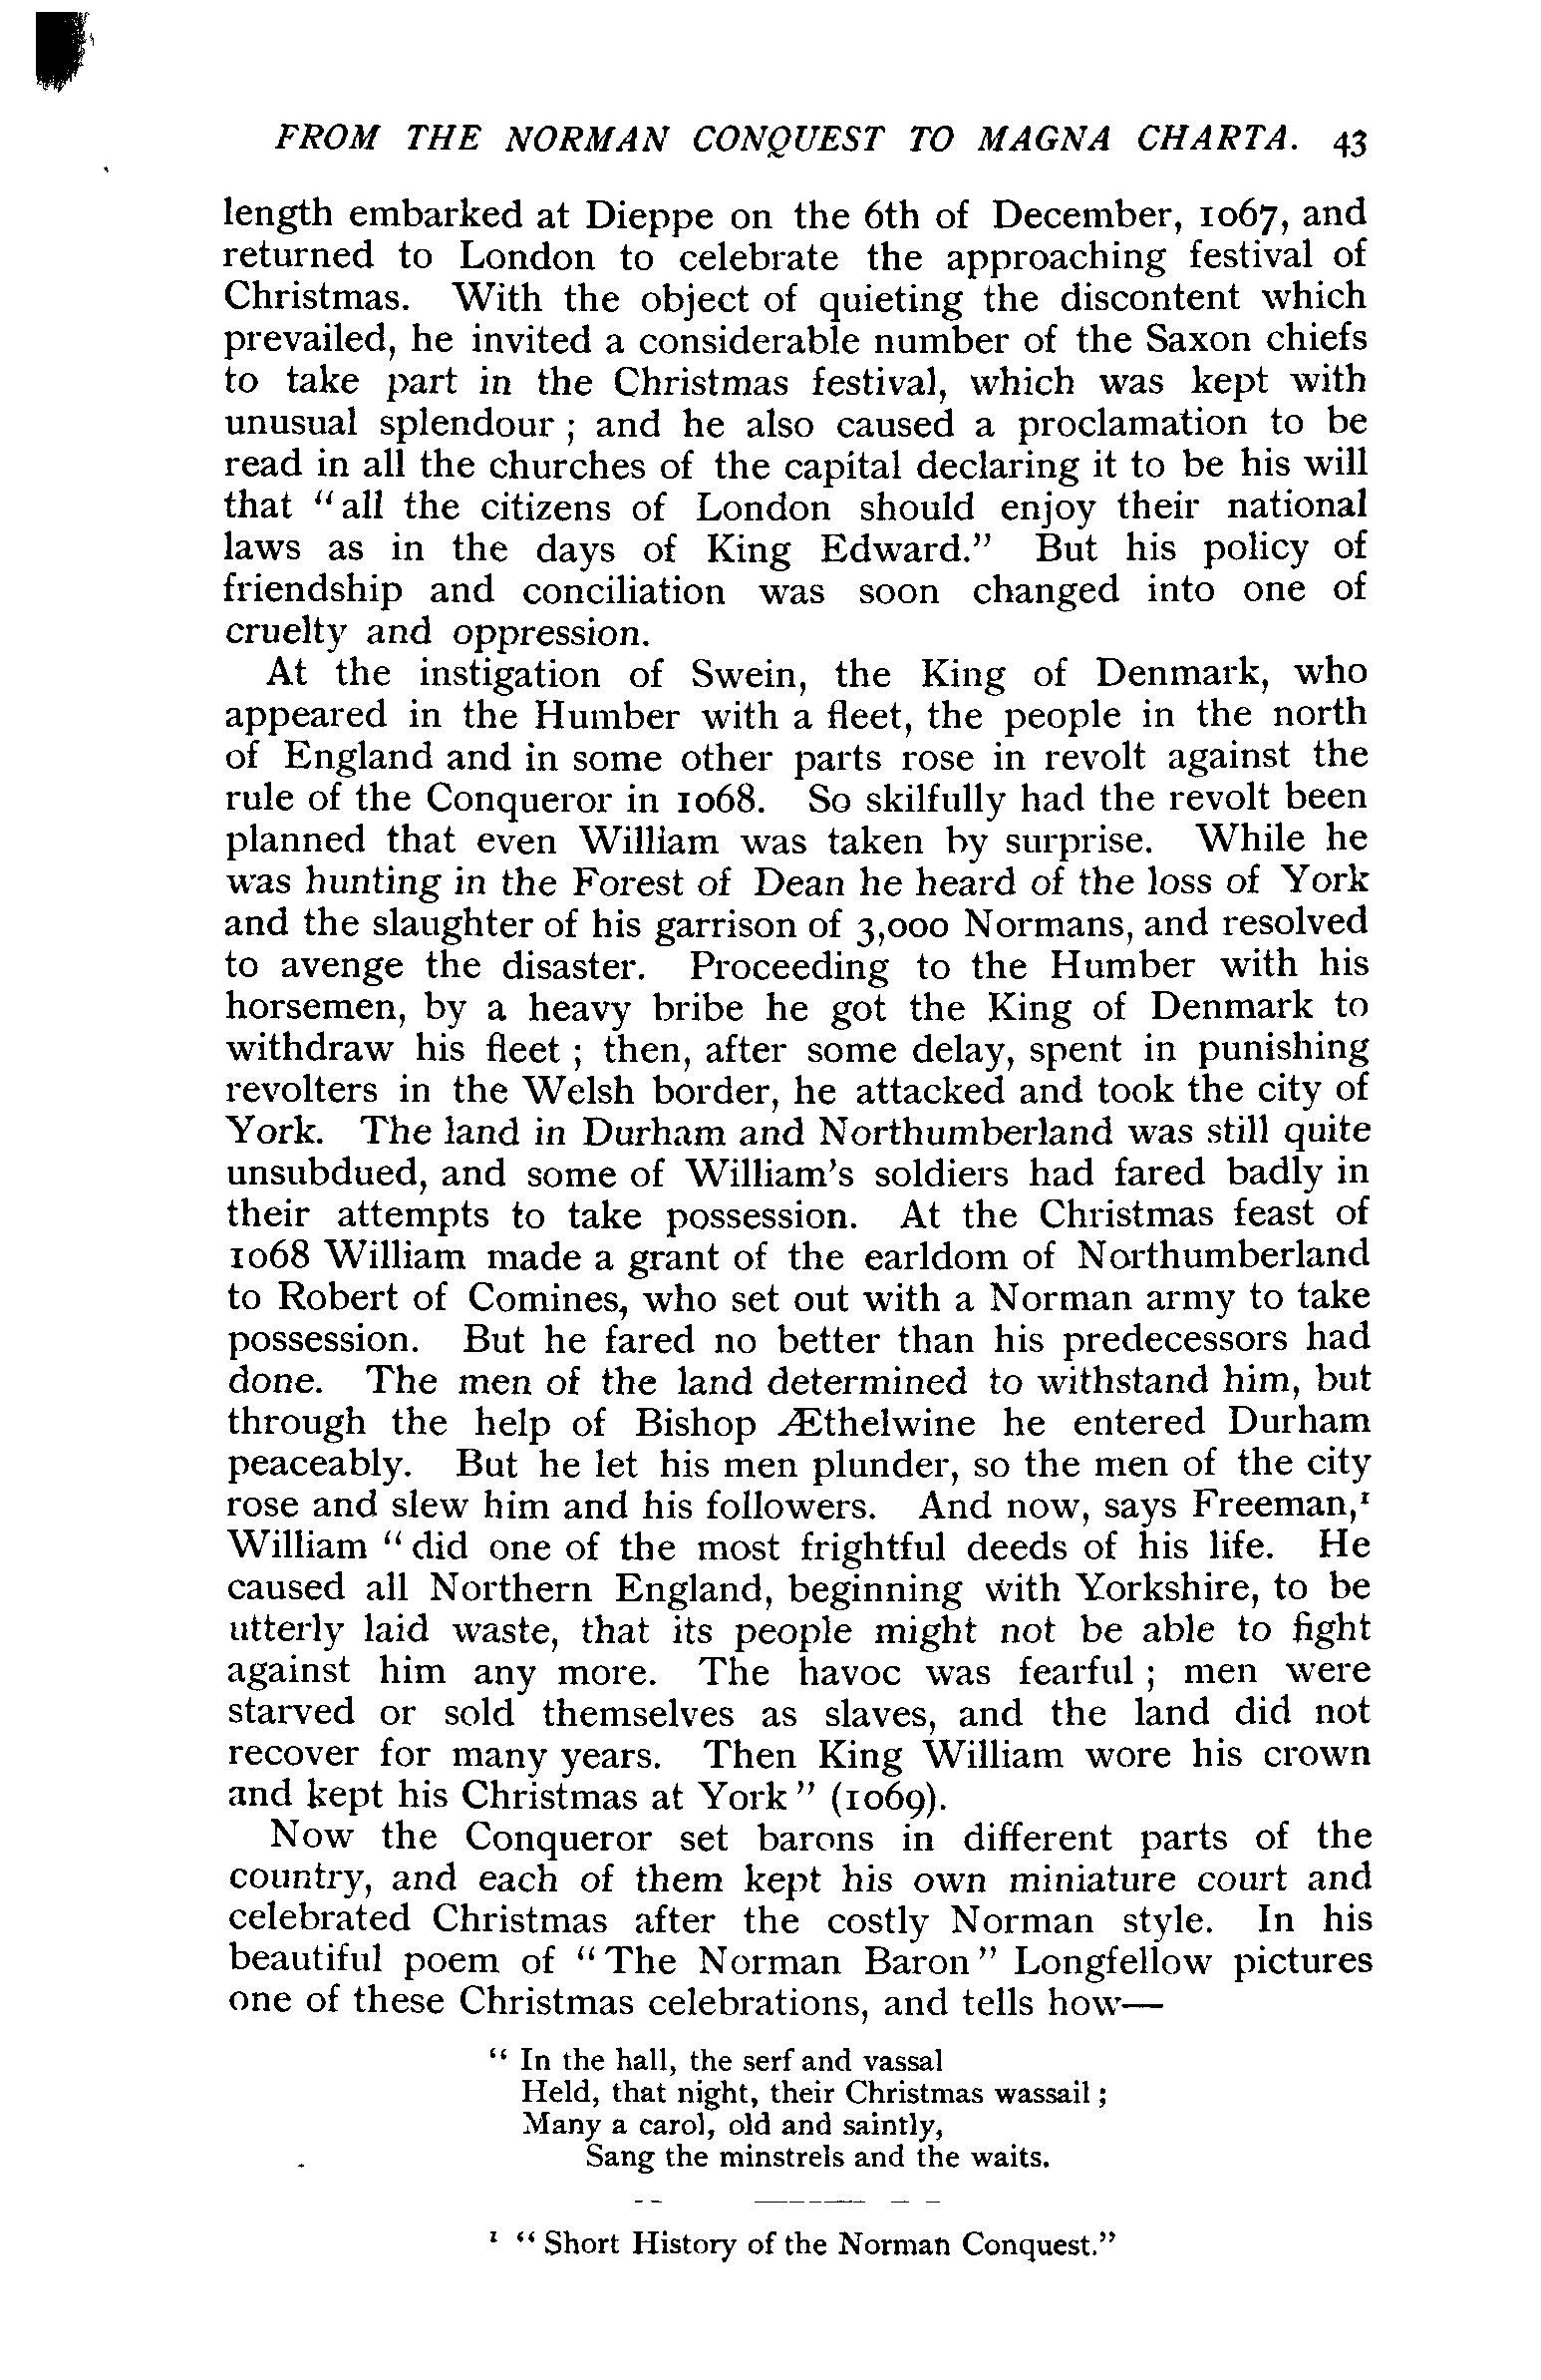 FROM THE NORMAN CONQUEST TO MAGNA CHARTA. 43
length embarked at Dieppe on the 6th of December, 1067, and
returned to London to celebrate the approaching festival of
Christmas. With the object of quieting the discontent which
prevailed, he invited a considerable number of the Saxon chiefs
to take part in the Christmas festival, which was kept with
unusual splendour ; and he also caused a proclamation to be
read in all the churches of the capital declaring it to be his will
that “all the citizens of London should enjoy their national
laws as in the days of King Edward.” But his policy of
friendship and conciliation was soon changed into one of
cruelty and oppression.
At the instigation of Swein, the King of Denmark, who
appeared in the Humber with a fleet, the people in the north
of England and in some other parts rose in revolt against the
rule of the Conqueror in 1068. So skilfully had the revolt been
planned that even William was taken by surprise. While he
was hunting in the Forest of Dean he heard of the loss of York
and the slaughter of his garrison of 3,000 Normans, and resolved
to avenge the disaster. Proceeding to the Humber with his
horsemen, by a heavy bribe he got the King of Denmark to
withdraw his fleet ; then, after some delay, spent in punishing
revolters in the Welsh border, he attacked and took the city of
York. The land in Durham and Northumberland was still quite
unsubdued, and some of William’s soldiers had fared badly in
their attempts to take possession. At the Christmas feast of
1068 William made a grant of the earldom of Northumberland
to Robert of Comines, who set out with a Norman army to take
possession. But he fared no better than his predecessors had
done. The men of the land determined to withstand him, but
through the help of Bishop Æthelwine he entered Durham
peaceably. But he let his men plunder, so the men of the city
rose and slew him and his followers. And now, says Freeman,¹
William “did one of the most frightful deeds of his life. He
caused all Northern England, beginning with Yorkshire, to be
utterly laid waste, that its people might not be able to fight
against him any more. The havoc was fearful ; men were
starved or sold themselves as slaves, and the land did not
recover for many years. Then King William wore his crown
and kept his Christmas at York” (1069).
Now the Conqueror set barons in different parts of the
country, and each of them kept his own miniature court and
celebrated Christmas after the costly Norman style. In his
beautiful poem of “The Norman Baron” Longfellow pictures
one of these Christmas celebrations, and tells how—
“ In the hall, the serf and vassal
Held, that night, their Christmas wassail ;
Many a carol, old and saintly,
Sang the minstrels and the waits.
¹ “ Short History of the Norman Conquest.”